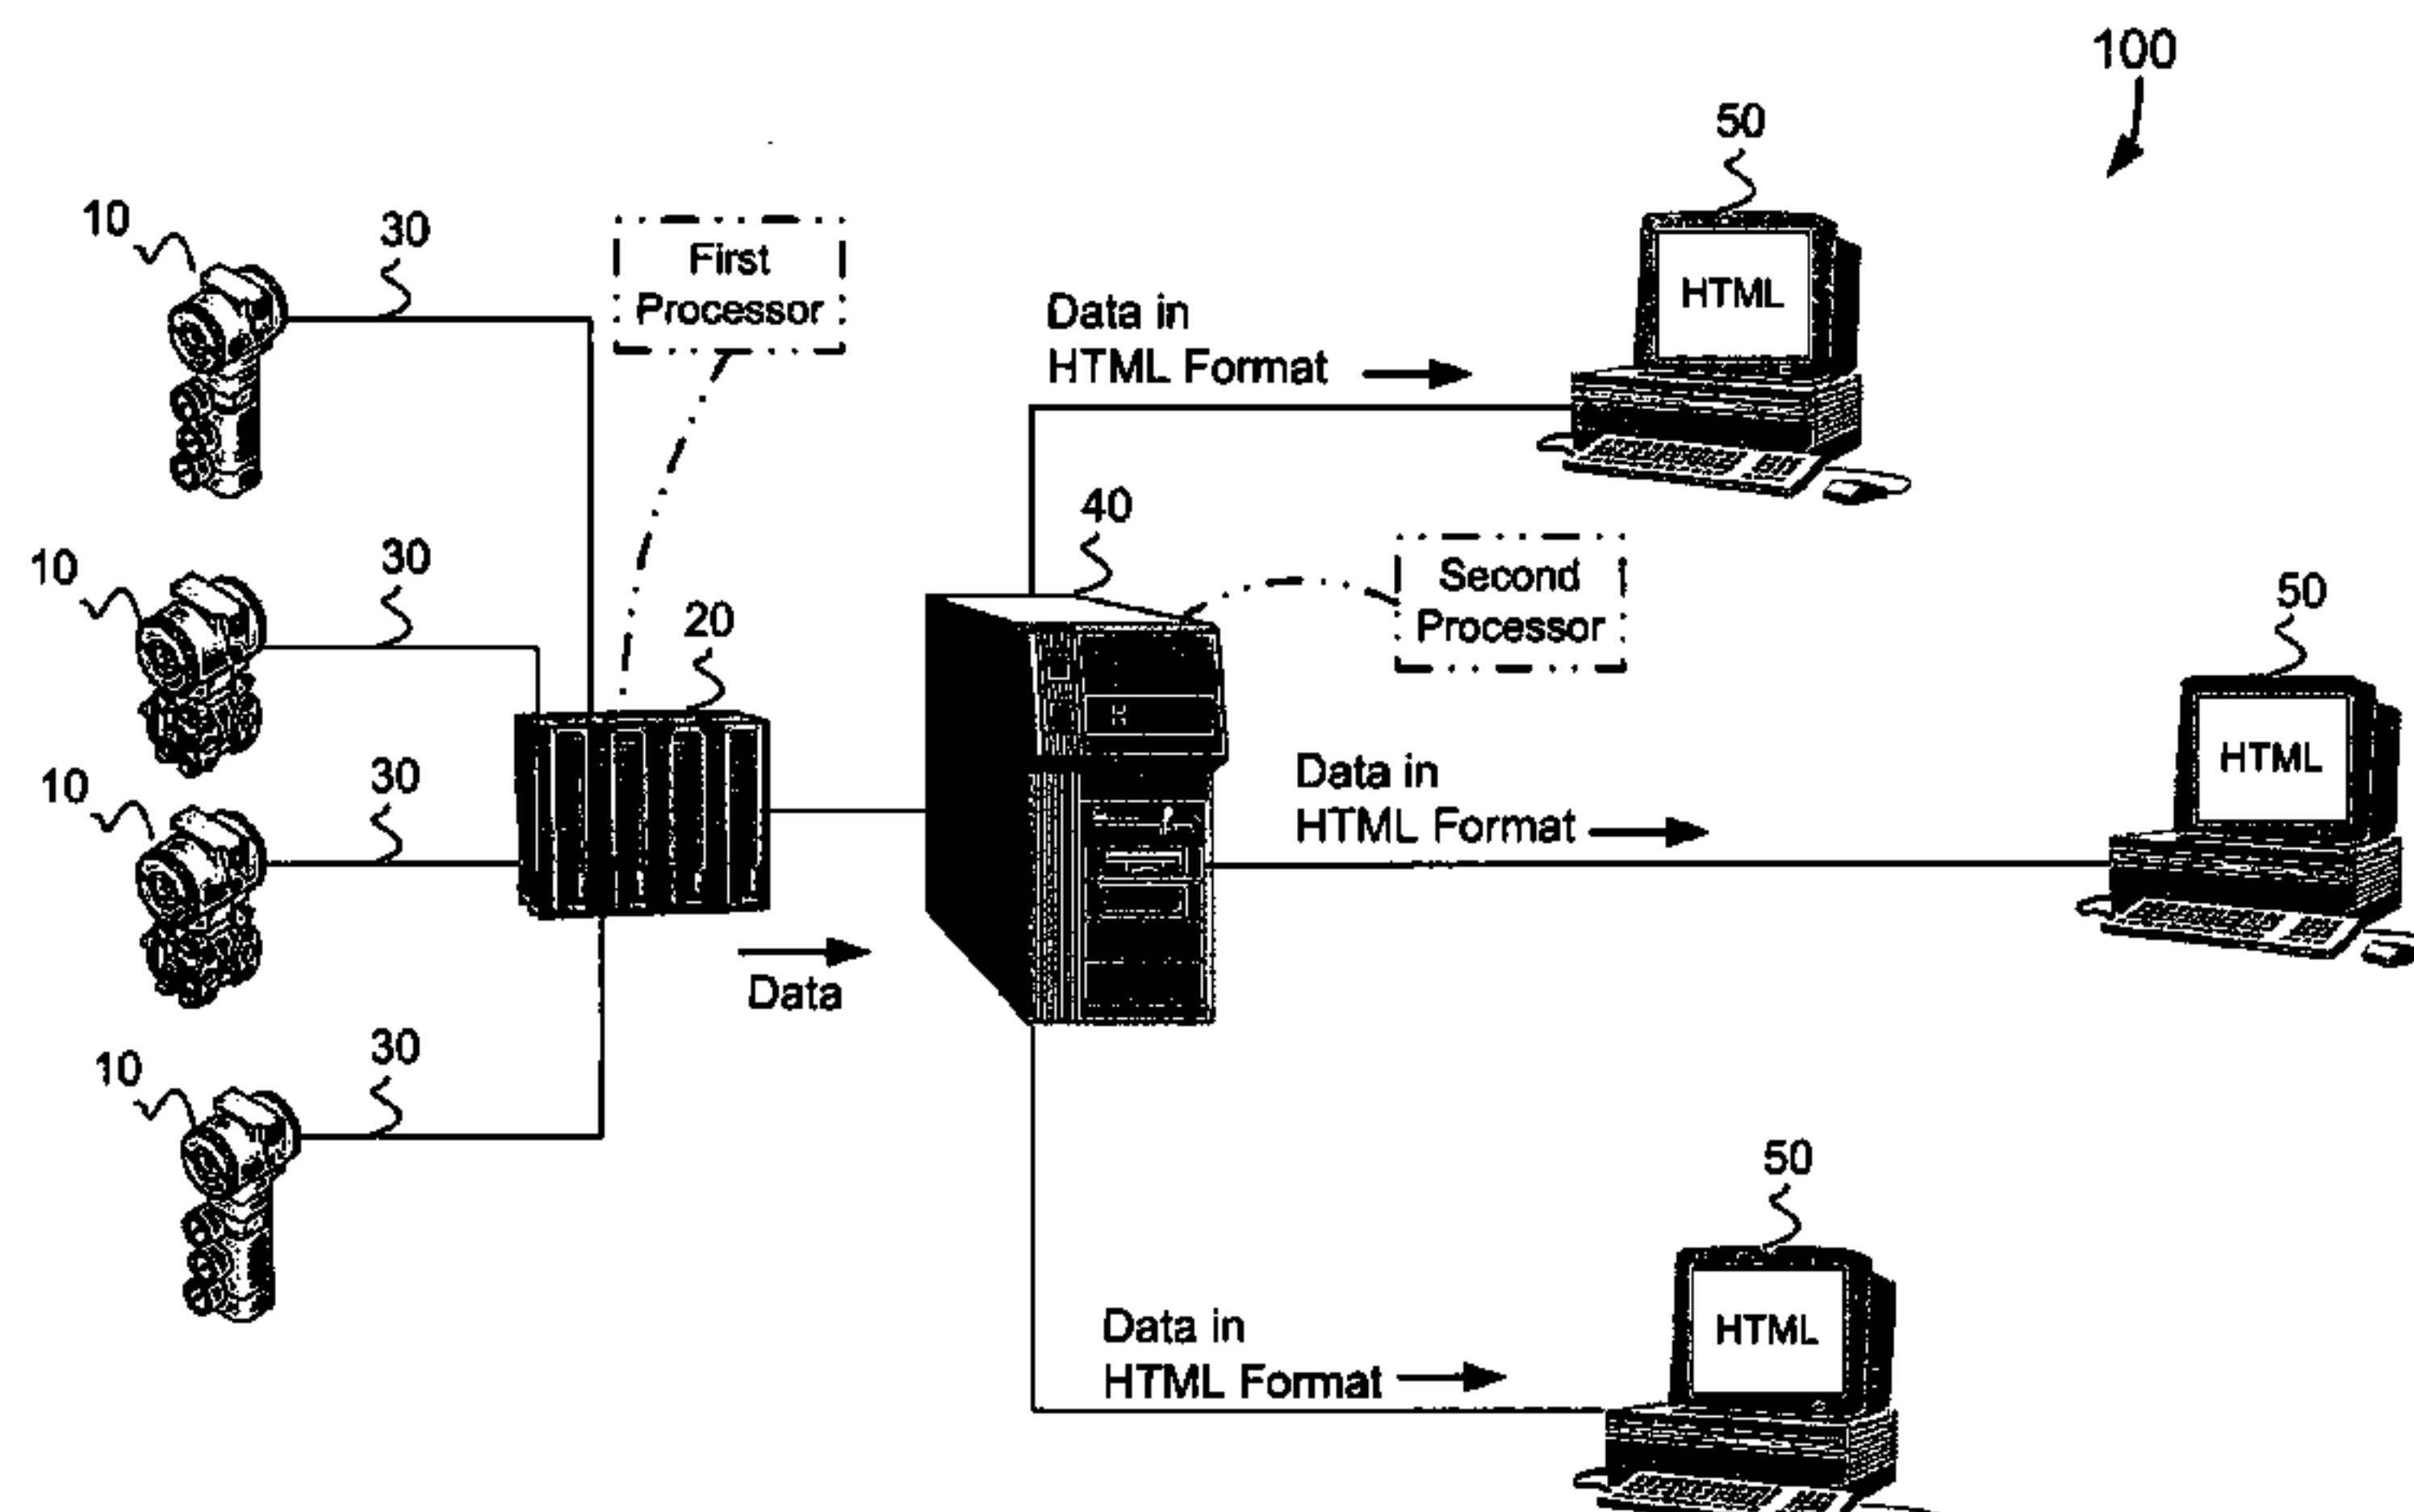 100
50
10
30
First
Processor
Data in
HTML Format
HTML
40
10
30
Second
Processor
50
20
HTML
10
30
Data in
HTML Format
Data
10
30
50
Data in
HTML Format
HTML